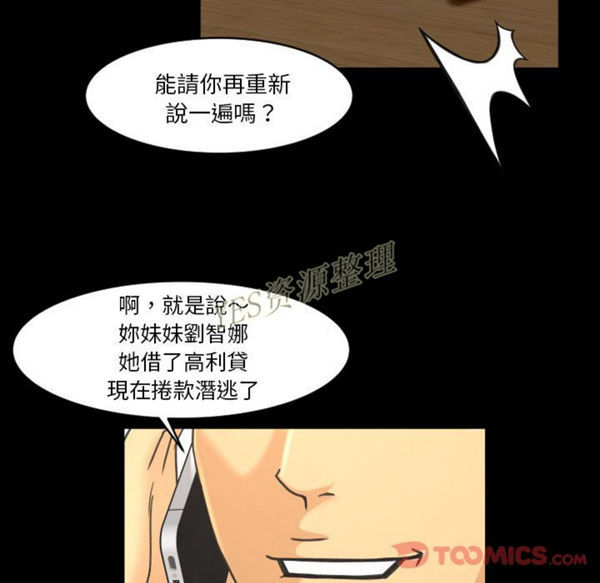 能請你再重新
說一遍嗎？
YES资源整理
啊，就是說～
妳妹妹劉智娜
她借了高利貸
現在捲款潛逃了
TOOMICS.COM